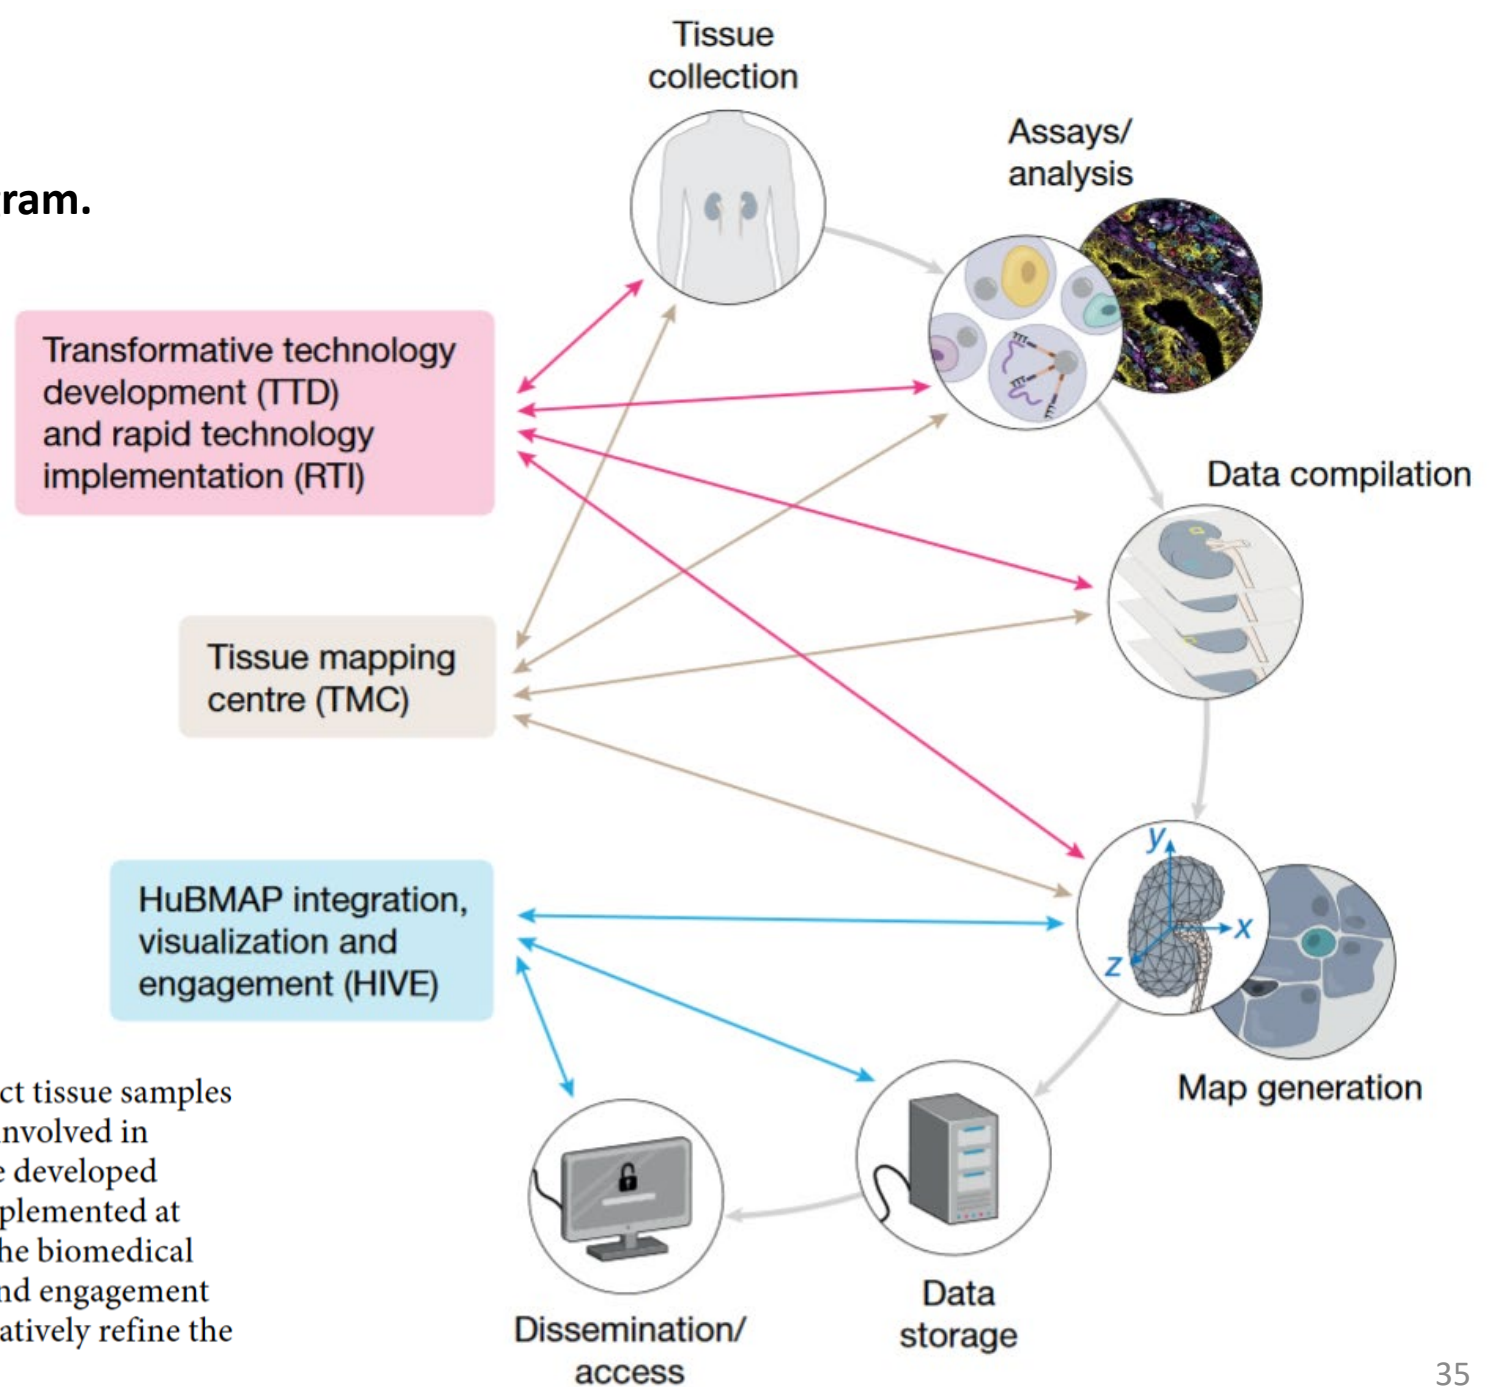 Tissue
collection
Assays/
analysis
ram.
Transformative technology
development (TTD)
and rapid technology
implementation (RTI)
Data compilation
Tissue mapping
centre (TMC)
HuBMAP integration,
visualization and
engagement (HIVE)
y
x
z
Map generation
ct tissue samples
involved in
e developed
plemented at
he biomedical
nd engagement
atively refine the
Data
storage
Dissemination/
access
35